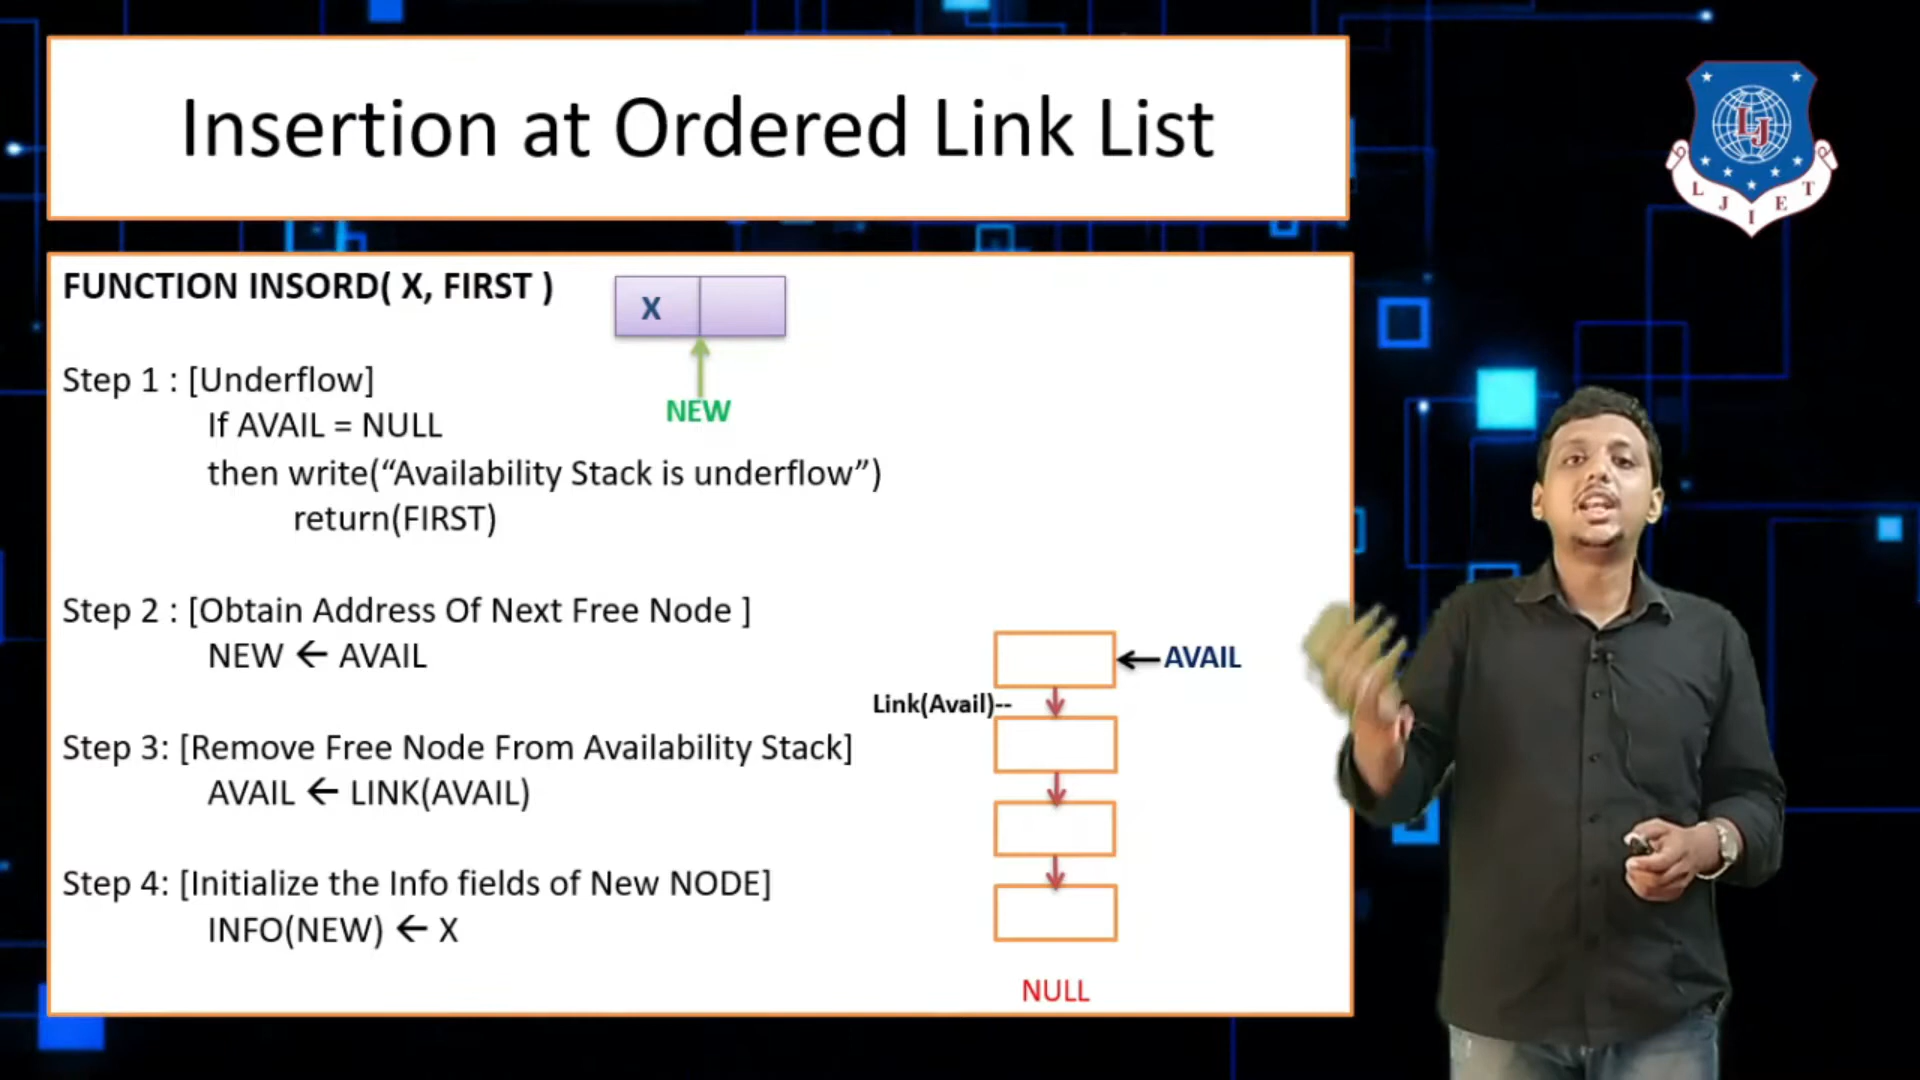 Insertion at Ordered Link List
LJ
L J I E T
FUNCTION INSORD( X, FIRST )
X
NEW
Step 1 : [Underflow]
If AVAIL = NULL
then write(“Availability Stack is underflow”)
return(FIRST)
Step 2 : [Obtain Address Of Next Free Node ]
NEW ← AVAIL
AVAIL
Link(Avail)--
Step 3: [Remove Free Node From Availability Stack]
AVAIL ← LINK(AVAIL)
Step 4: [Initialize the Info fields of New NODE]
INFO(NEW) ← X
NULL